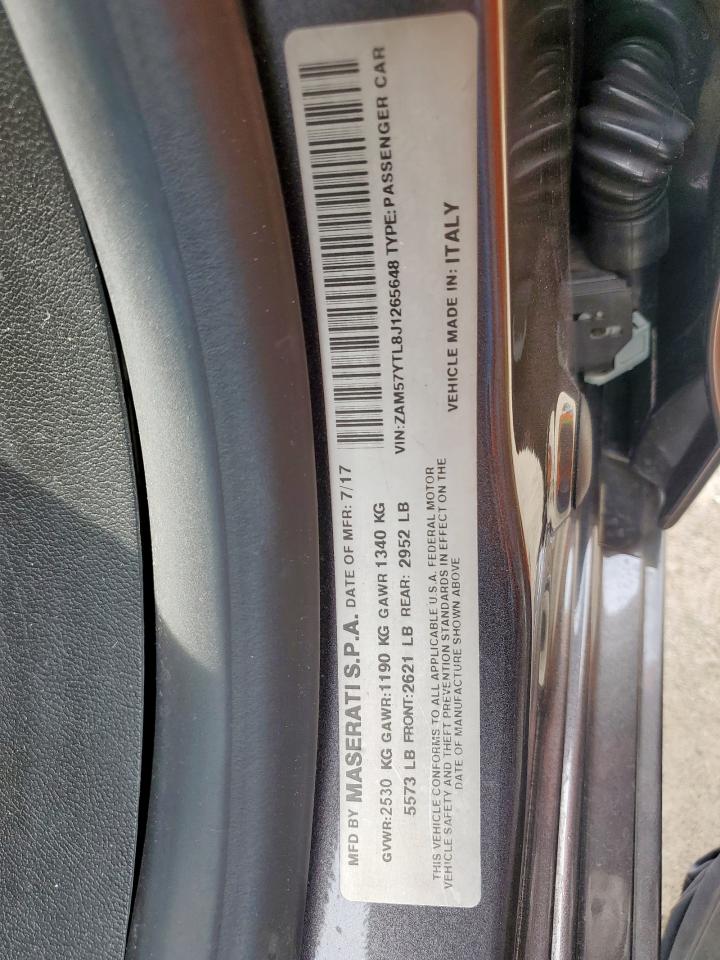 MFD BY MASERATI S.P.A. DATE OF MFR: 7/17
GVWR:2530 KG GAWR:1190 KG GAWR 1340 KG
5573 LB FRONT:2621 LB REAR: 2952 LB
VIN:ZAM57YTL8J1265648 TYPE:PASSENGER CAR
THIS VEHICLE CONFORMS TO ALL APPLICABLE U.S.A. FEDERAL MOTOR
VEHICLE SAFETY AND THEFT PREVENTION STANDARDS IN EFFECT ON THE
DATE OF MANUFACTURE SHOWN ABOVE
VEHICLE MADE IN: ITALY